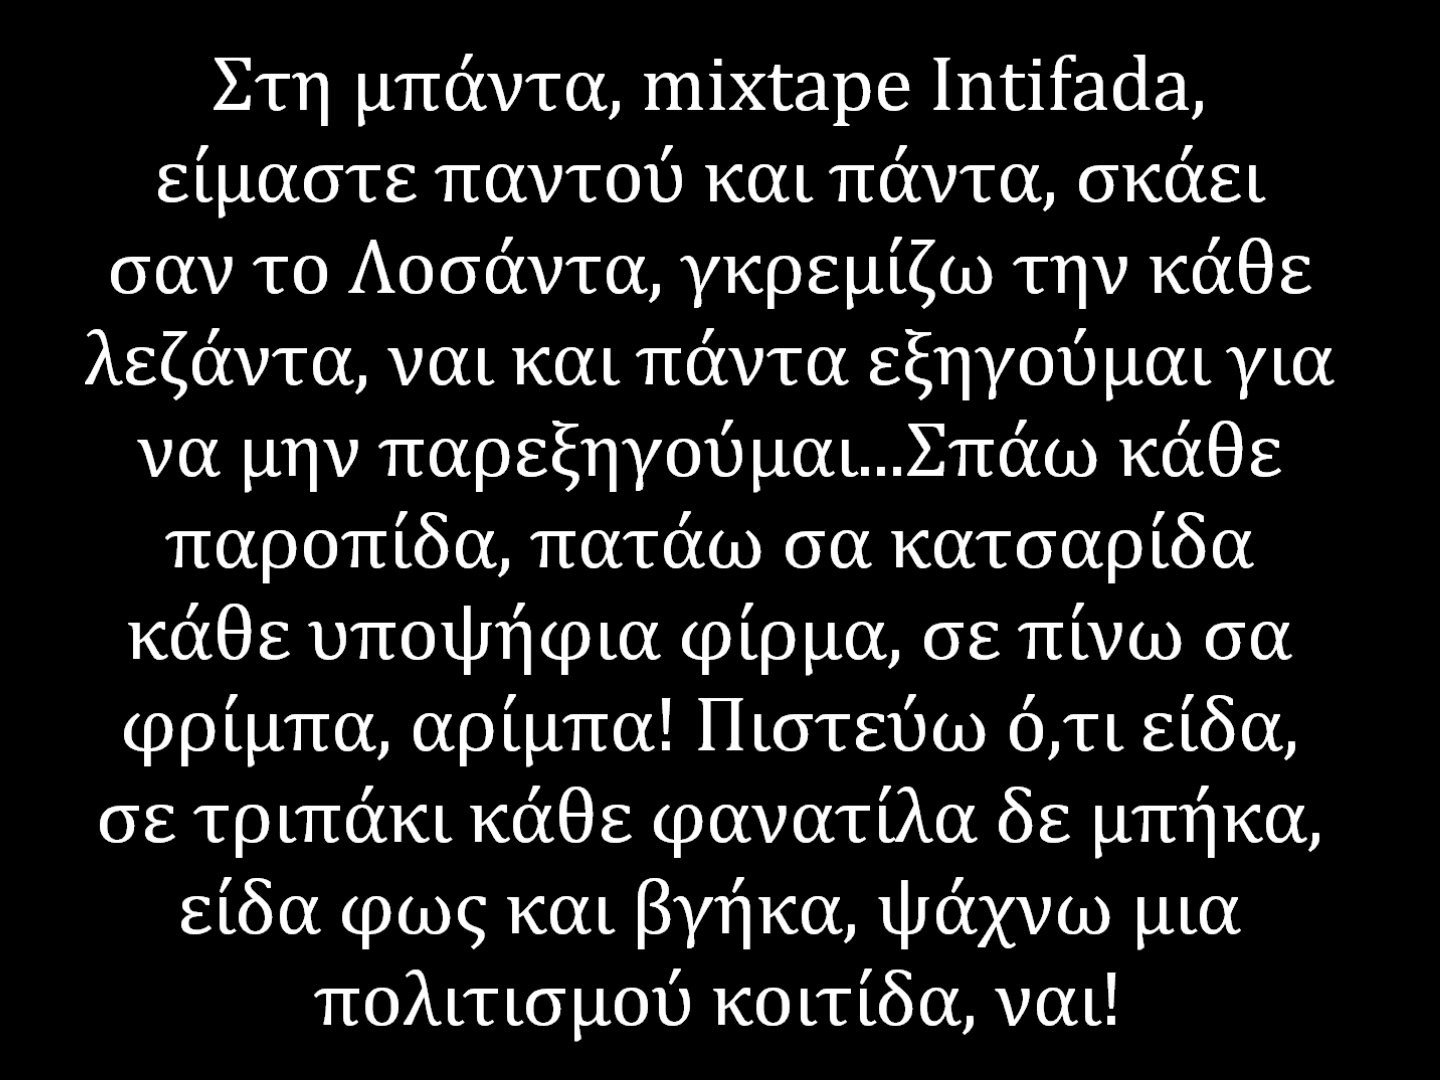 Στη μπάντα, mixtape Intifada,
είμαστε παντού και πάντα, σκάει
σαν το Λοσάντα, γκρεμίζω την κάθε
λεζάντα, ναι και πάντα εξηγούμαι για
να μην παρεξηγούμαι...Σπάω κάθε
παροπίδα, πατάω σα κατσαρίδα
κάθε υποψήφια φίρμα, σε πίνω σα
φρίμπα, αρίμπα! Πιστεύω ό,τι είδα,
σε τριπάκι κάθε φανατίλα δε μπήκα,
είδα φως και βγήκα, ψάχνω μια
πολιτισμού κοιτίδα, ναι!